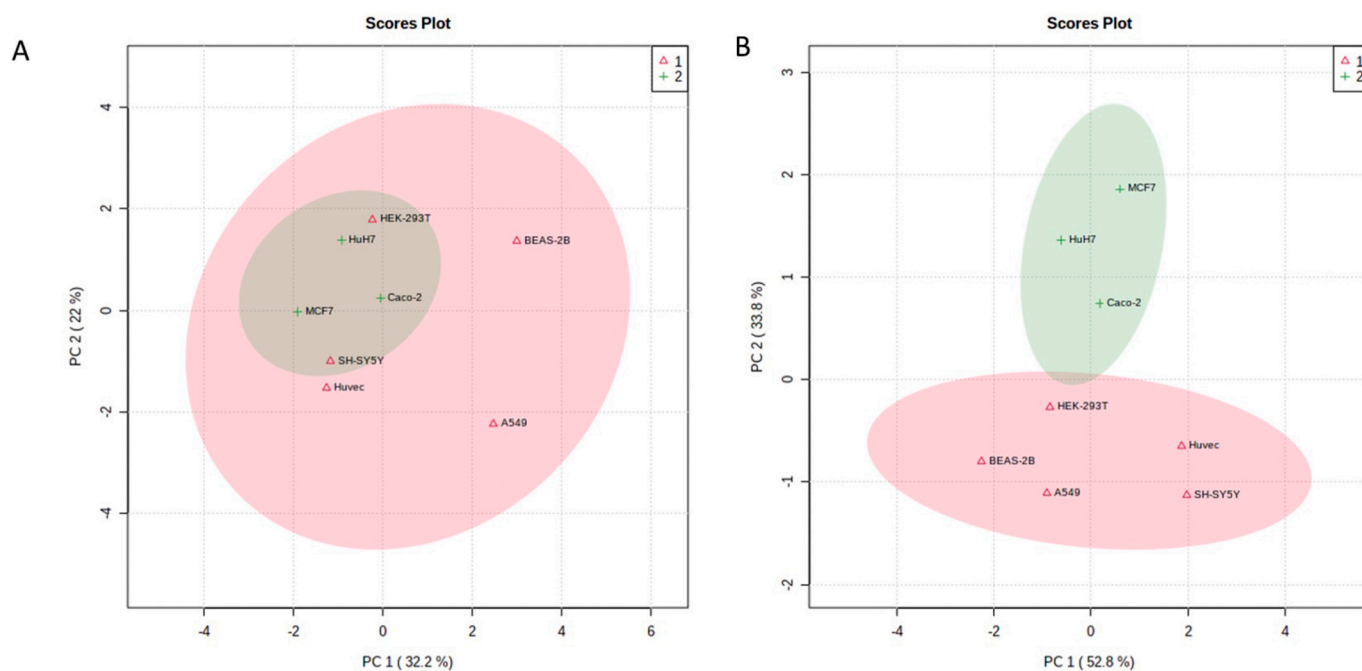 A
Scores Plot
1
2
4
2
0
-2
-4
PC 2 ( 22 %)
HEK-293T
HuH7
BEAS-2B
Caco-2
MCF7
SH-SY5Y
Huvec
A549
-4 -2 0 2 4 6
PC 1 ( 32.2 %)
B
Scores Plot
1
2
3
2
1
0
-1
-2
PC 2 ( 33.8 %)
MCF7
HuH7
Caco-2
HEK-293T
Huvec
BEAS-2B
A549
SH-SY5Y
-4 -2 0 2 4
PC 1 ( 52.8 %)